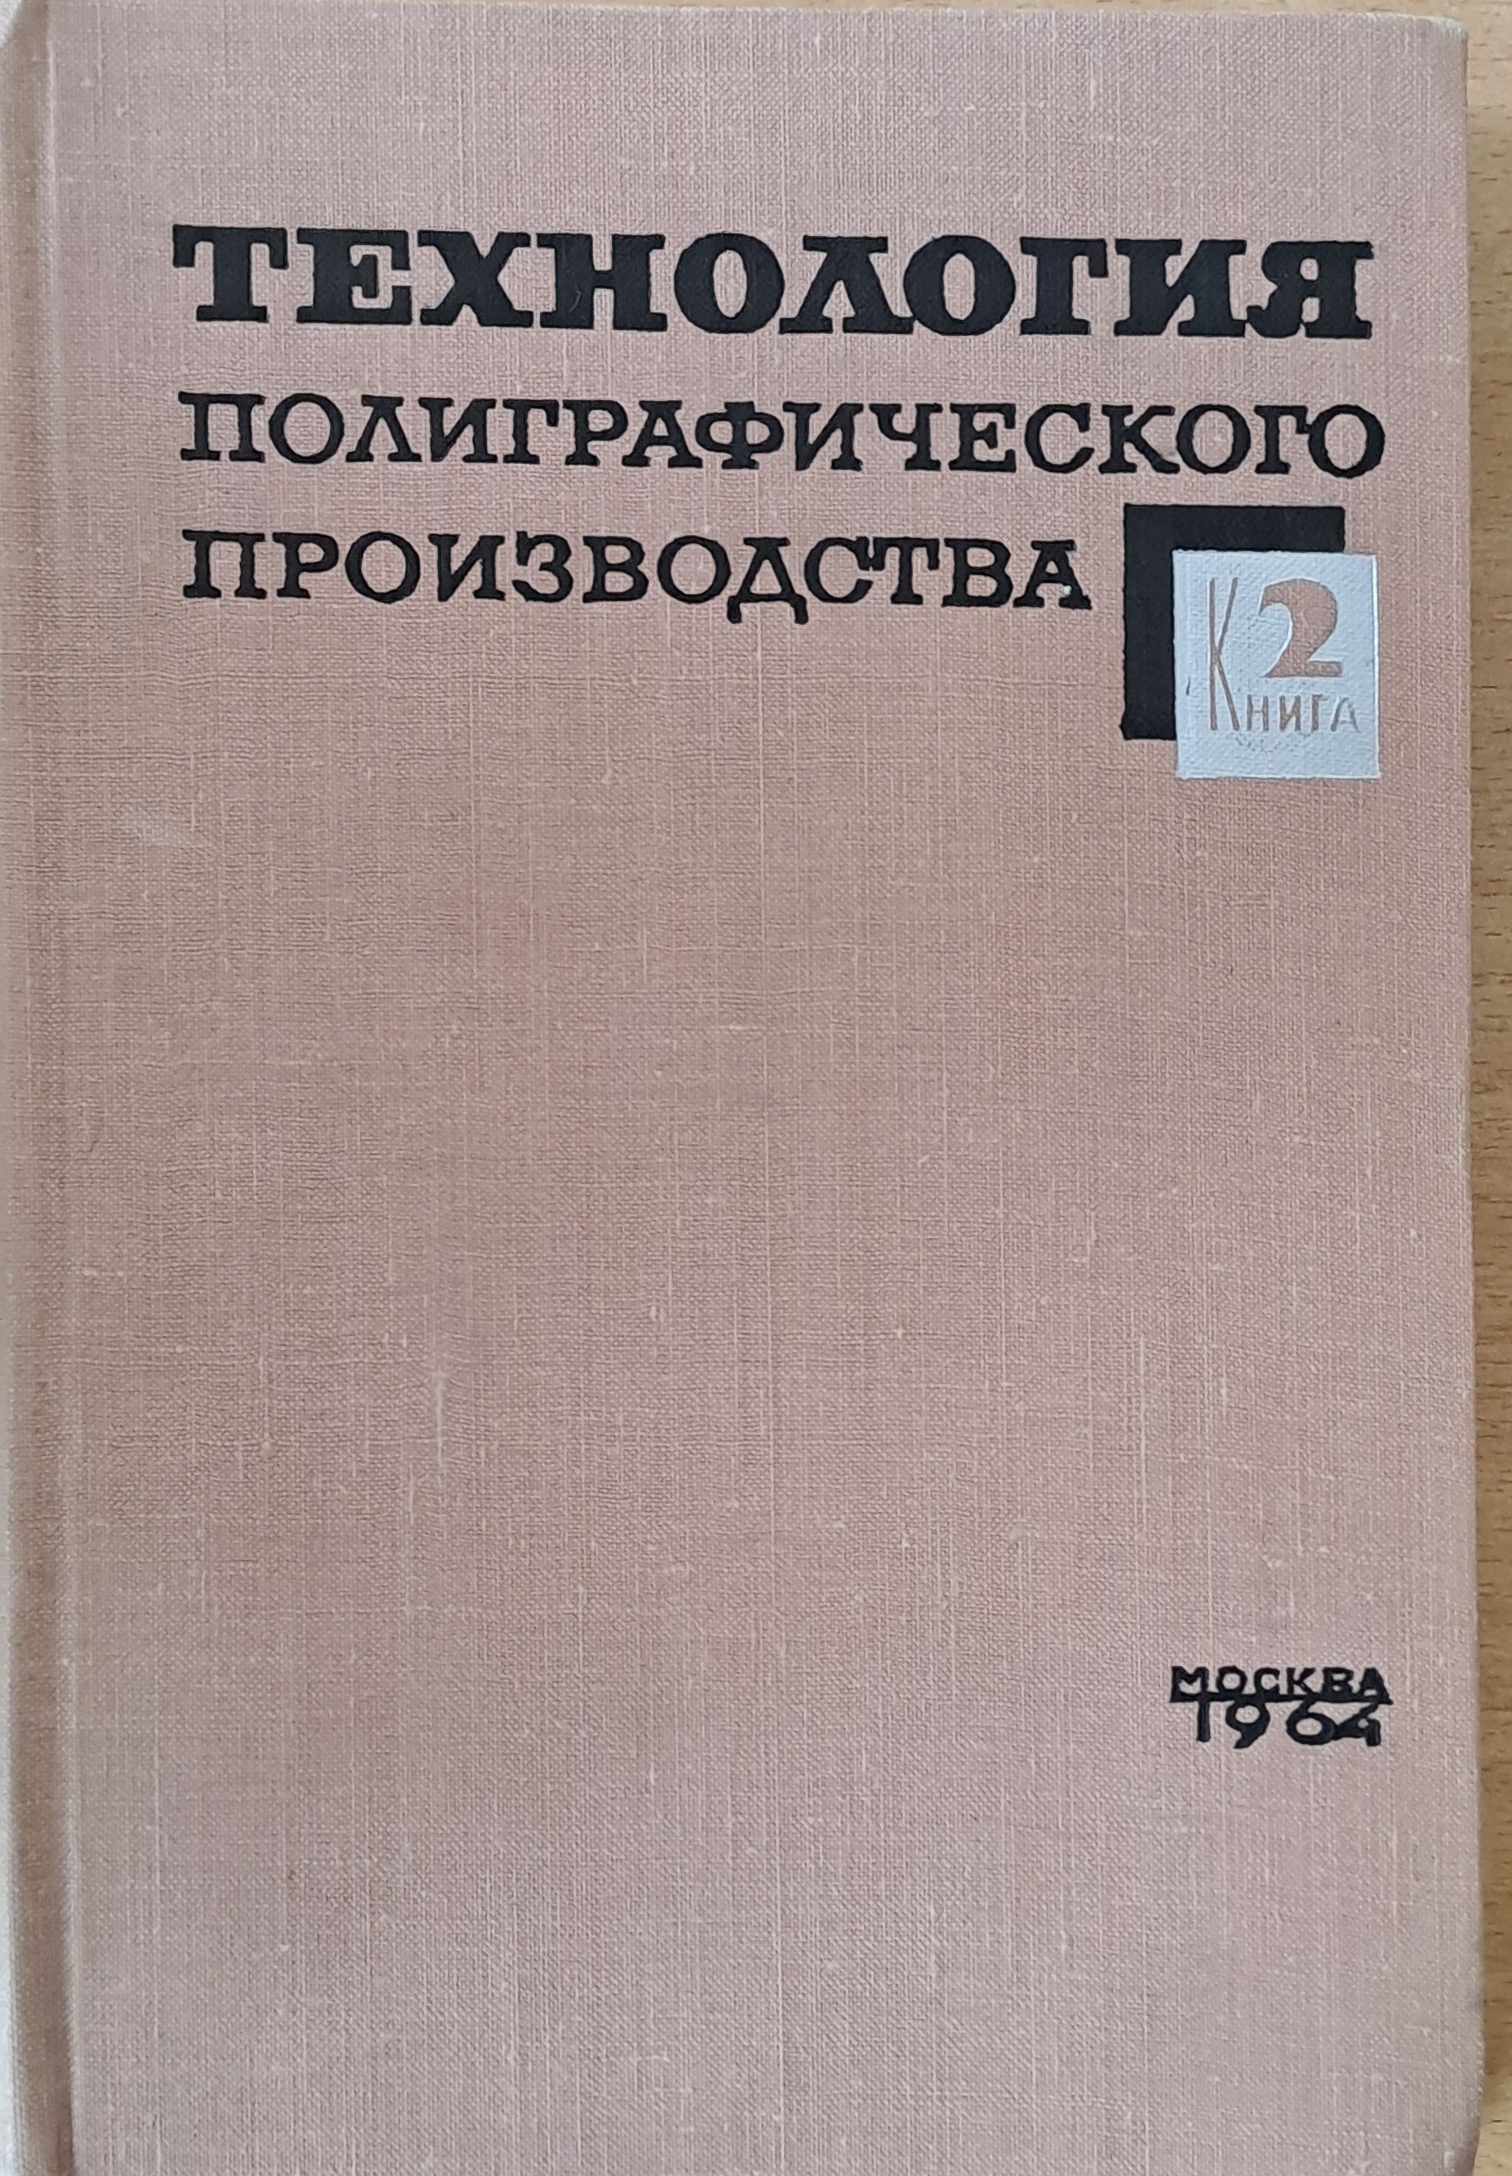 ТЕХНОЛОГИЯ
ПОЛИГРАФИЧЕСКОГО
ПРОИЗВОДСТВА
2
Книга
МОСКВА
1964